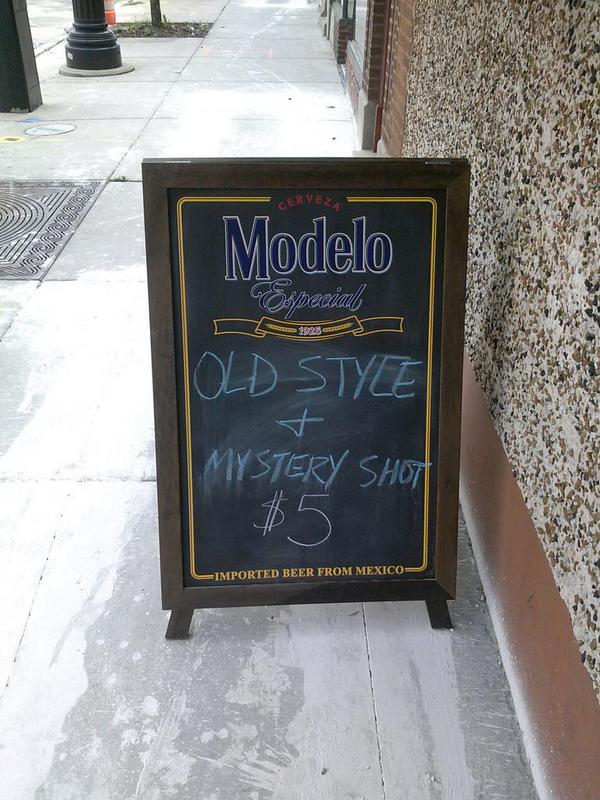 CERVEZA
Modelo
Especial
1925
OLD STYLE
+
MYSTERY SHOT
$5
IMPORTED BEER FROM MEXICO